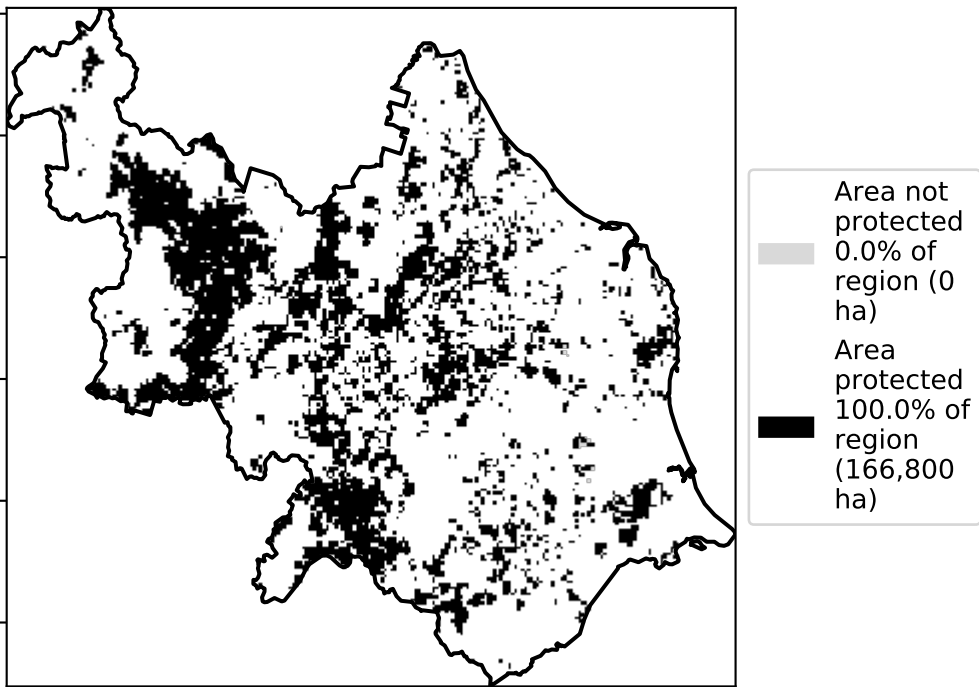 Area not
protected
0.0% of
region (0
ha)
Area
protected
100.0% of
region
(166,800
ha)